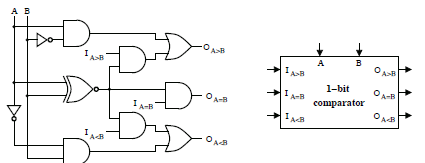 A B
I A>B
O A>B
I A=B
O A=B
I A<B
O A<B
A B
I A>B
O A>B
I A=B
1-bit
O A=B
comparator
I A<B
O A<B